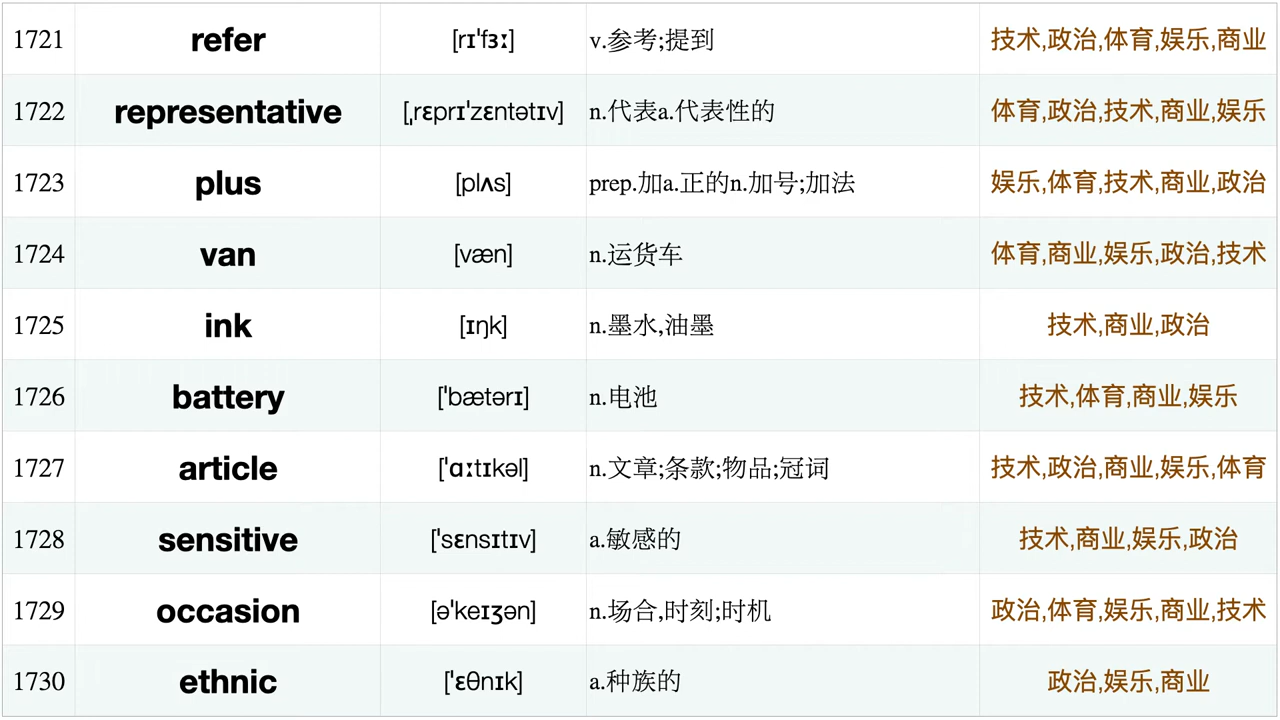 1721 refer [rɪˈfɜː] v.参考;提到 技术,政治,体育,娱乐,商业
1722 representative [ˌrɛprɪˈzɛntətɪv] n.代表a.代表性的 体育,政治,技术,商业,娱乐
1723 plus [plʌs] prep.加a.正的n.加号;加法 娱乐,体育,技术,商业,政治
1724 van [væn] n.运货车 体育,商业,娱乐,政治,技术
1725 ink [ɪŋk] n.墨水,油墨 技术,商业,政治
1726 battery [ˈbætərɪ] n.电池 技术,体育,商业,娱乐
1727 article [ˈɑːtɪkəl] n.文章;条款;物品;冠词 技术,政治,商业,娱乐,体育
1728 sensitive [ˈsɛnsɪtɪv] a.敏感的 技术,商业,娱乐,政治
1729 occasion [əˈkeɪʒən] n.场合,时刻;时机 政治,体育,娱乐,商业,技术
1730 ethnic [ˈɛθnɪk] a.种族的 政治,娱乐,商业